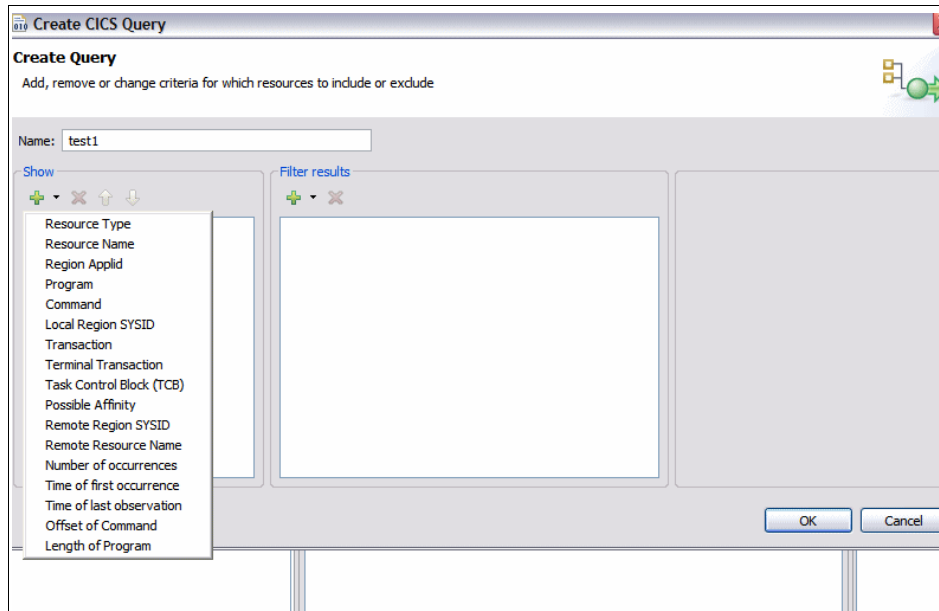 Create CICS Query
Create Query
Add, remove or change criteria for which resources to include or exclude
Name: test1
Show
Filter results
Resource Type
Resource Name
Region Applid
Program
Command
Local Region SYSID
Transaction
Terminal Transaction
Task Control Block (TCB)
Possible Affinity
Remote Region SYSID
Remote Resource Name
Number of occurrences
Time of first occurrence
Time of last observation
Offset of Command
Length of Program
OK
Cancel